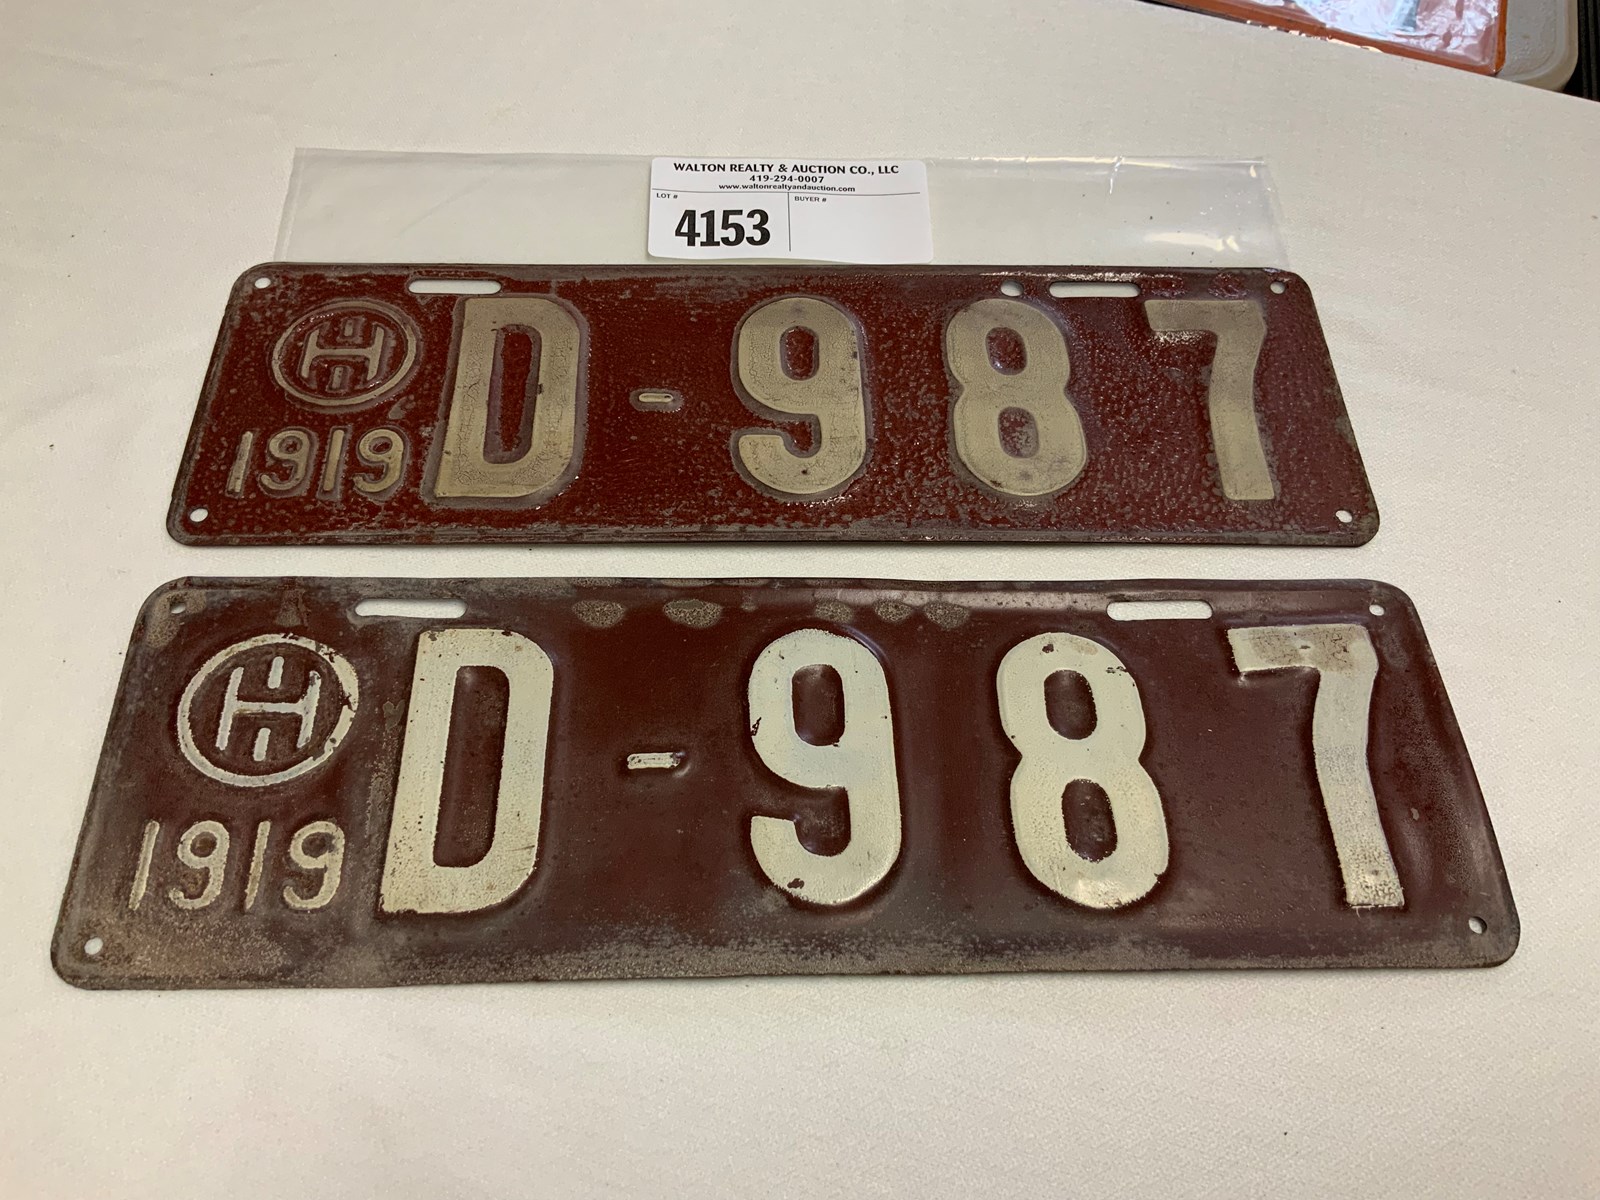 WALTON REALTY & AUCTION CO., LLC
419-294-0007
www.waltonrealtyandauction.com
LOT # BUYER #
4153
OHIO
1919
D-987
OHIO
1919
D-987